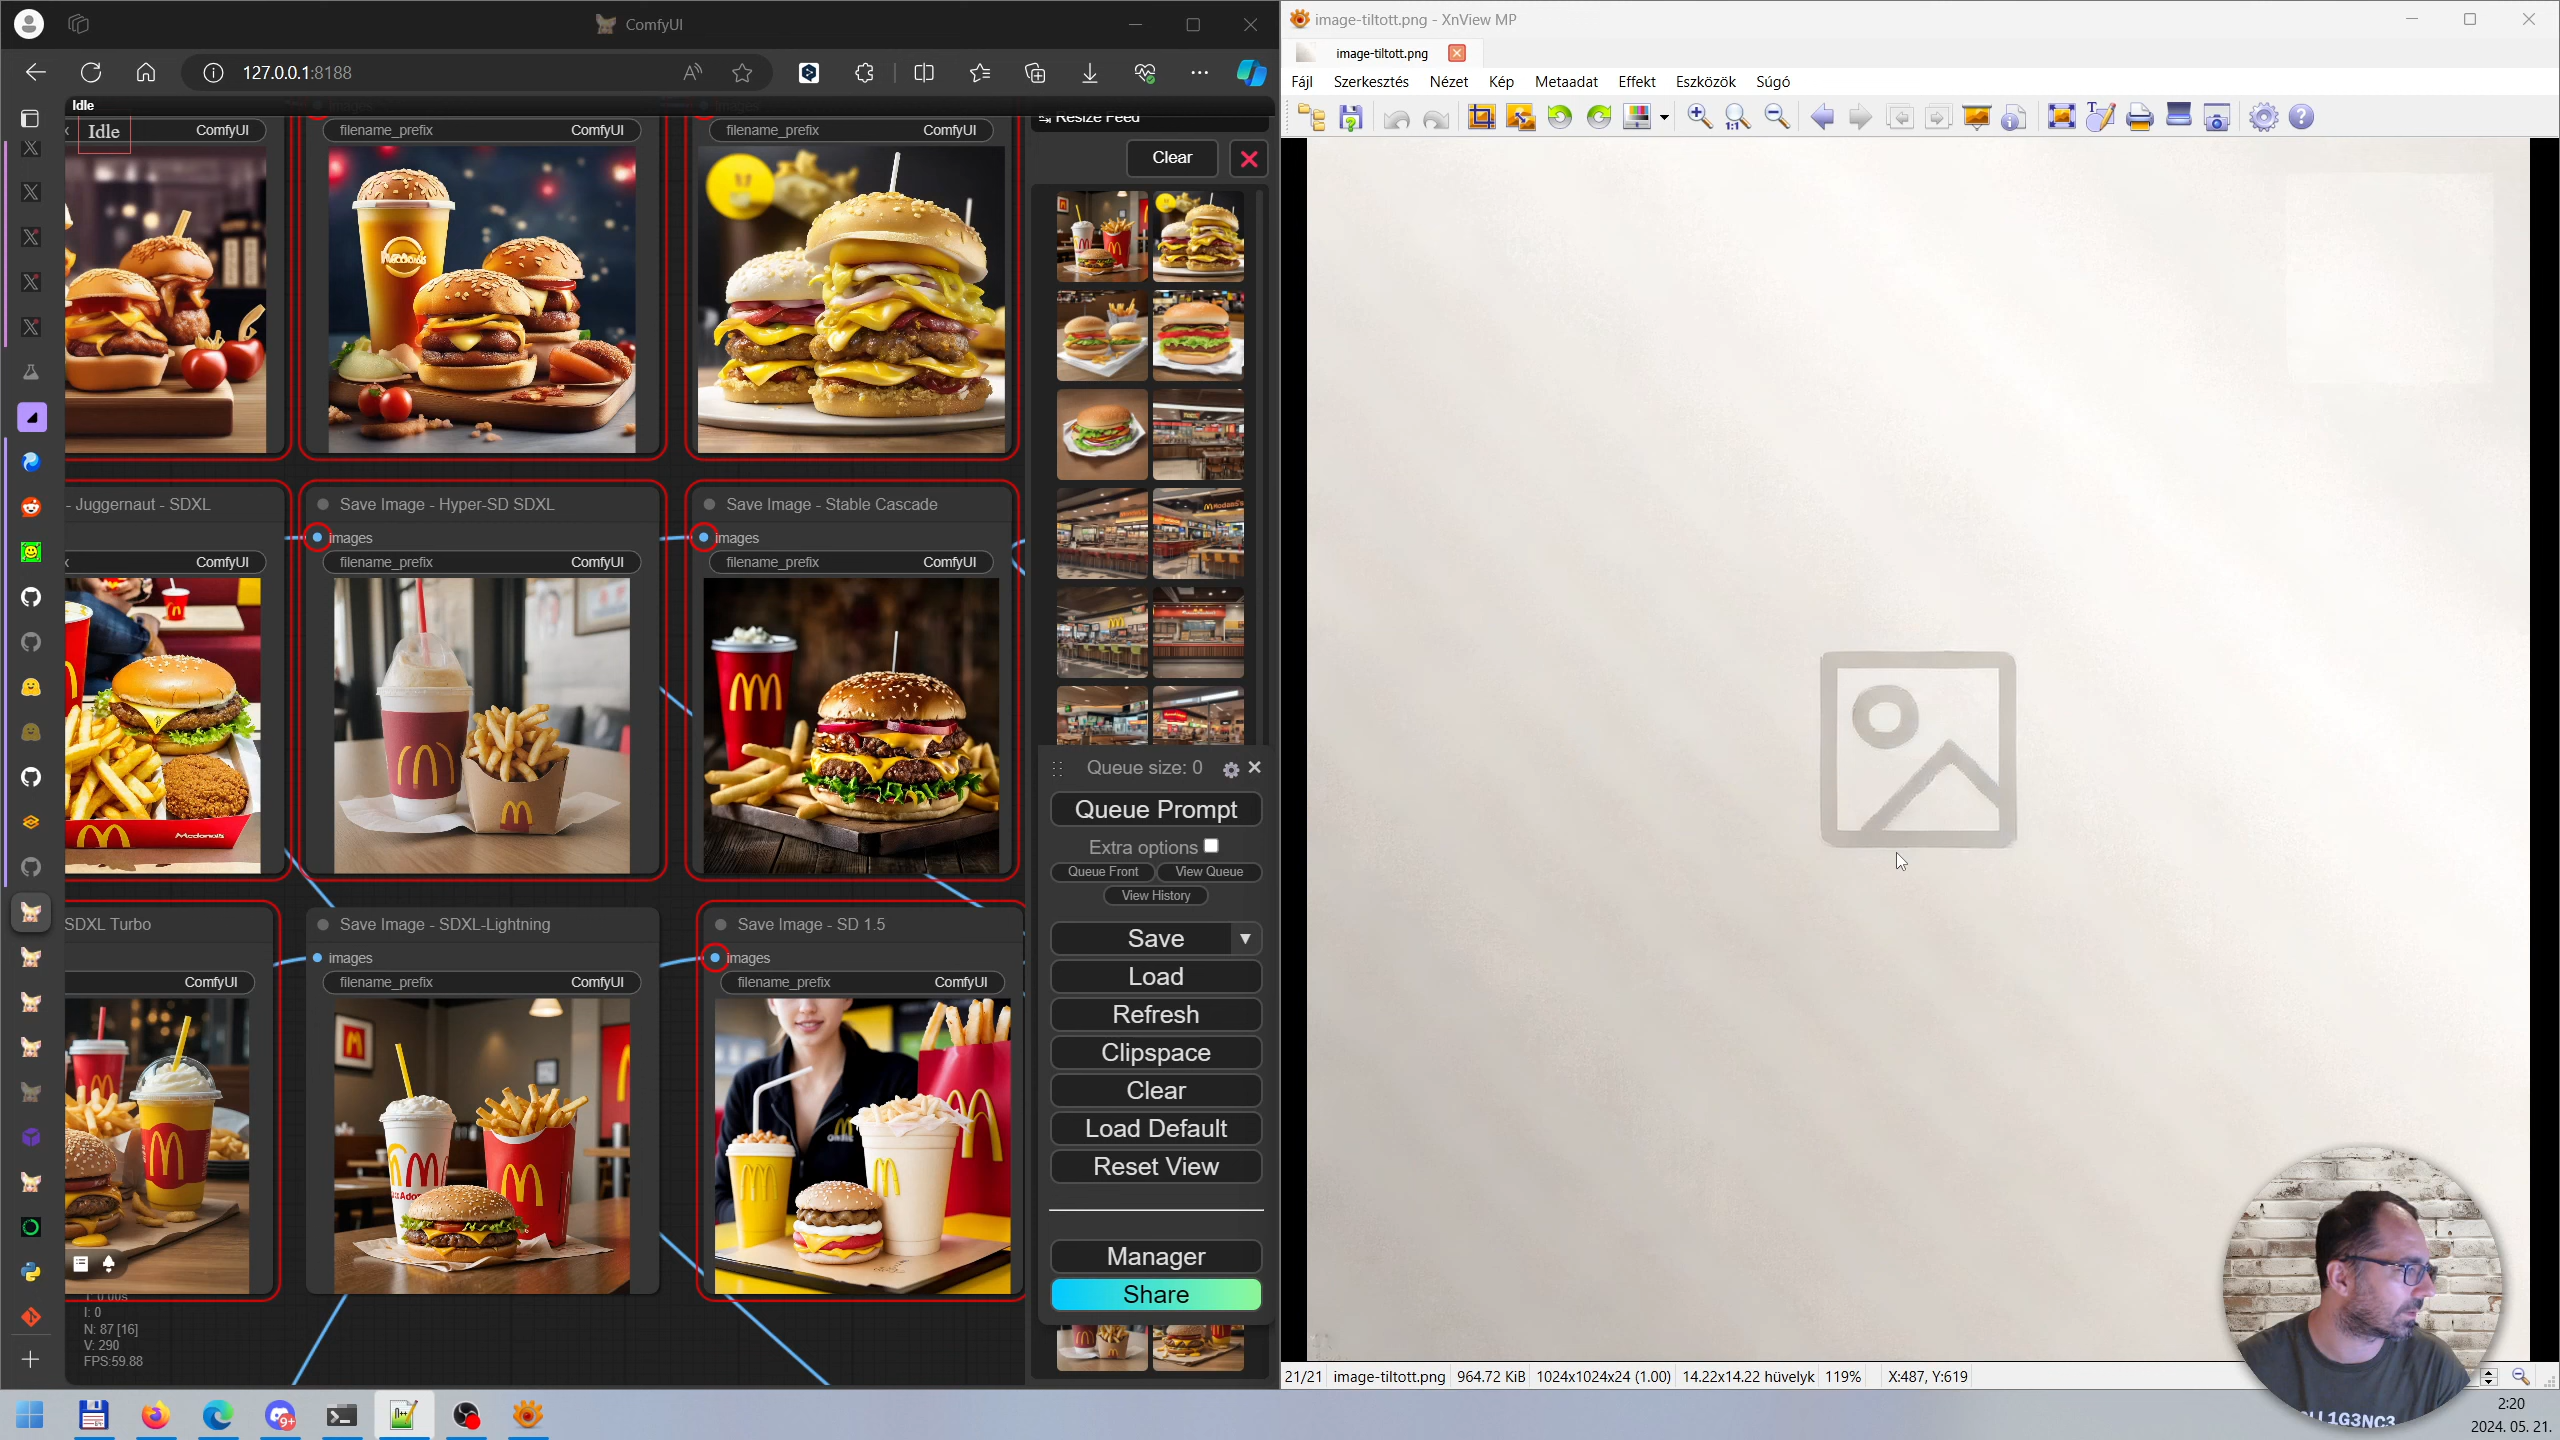 ComfyUI
127.0.0.1:8188
Idle
Idle
ComfyUI
filename_prefix
ComfyUI
filename_prefix
ComfyUI
- Juggernaut - SDXL
Save Image - Hyper-SD SDXL
Save Image - Stable Cascade
images
images
ComfyUI
filename_prefix
ComfyUI
filename_prefix
ComfyUI
SDXL Turbo
Save Image - SDXL-Lightning
Save Image - SD 1.5
images
images
ComfyUI
filename_prefix
ComfyUI
filename_prefix
ComfyUI
I: 0
N: 87 [16]
V: 290
FPS:59.88
Resize Feed
Clear
Queue size: 0
Queue Prompt
Extra options
Queue Front
View Queue
View History
Save
Load
Refresh
Clipspace
Clear
Load Default
Reset View
Manager
Share
image-tiltott.png - XnView MP
image-tiltott.png
Fájl
Szerkesztés
Nézet
Kép
Metaadat
Effekt
Eszközök
Súgó
21/21
image-tiltott.png
964.72 KiB
1024x1024x24 (1.00)
14.22x14.22 hüvelyk
119%
X:487, Y:619
2:20
2024. 05. 21.